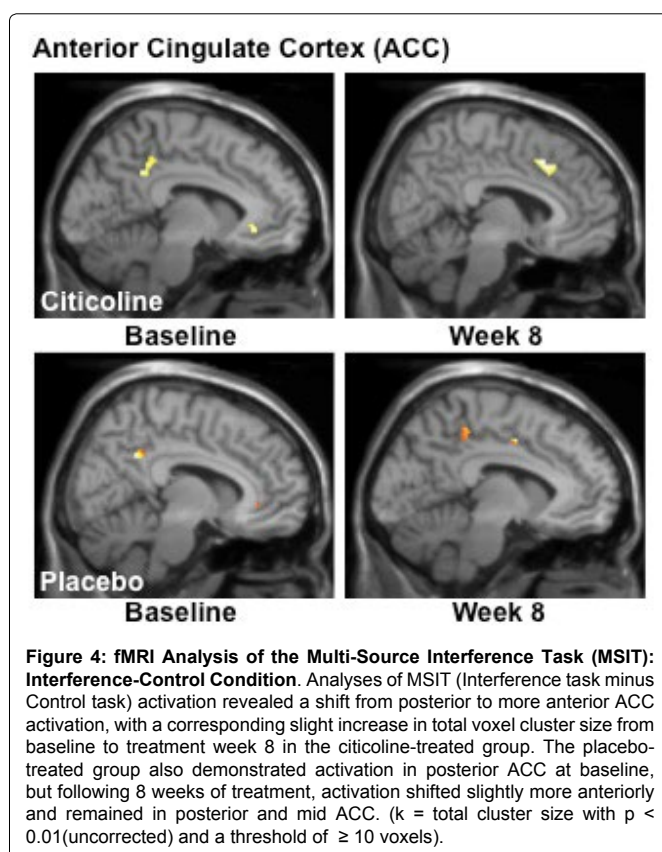 Anterior Cingulate Cortex (ACC)
Citicoline
Baseline
Week 8
Placebo
Baseline
Week 8
Figure 4: fMRI Analysis of the Multi-Source Interference Task (MSIT):
Interference-Control Condition. Analyses of MSIT (Interference task minus
Control task) activation revealed a shift from posterior to more anterior ACC
activation, with a corresponding slight increase in total voxel cluster size from
baseline to treatment week 8 in the citicoline-treated group. The placebo-
treated group also demonstrated activation in posterior ACC at baseline,
but following 8 weeks of treatment, activation shifted slightly more anteriorly
and remained in posterior and mid ACC. (k = total cluster size with p <
0.01(uncorrected) and a threshold of ≥ 10 voxels).